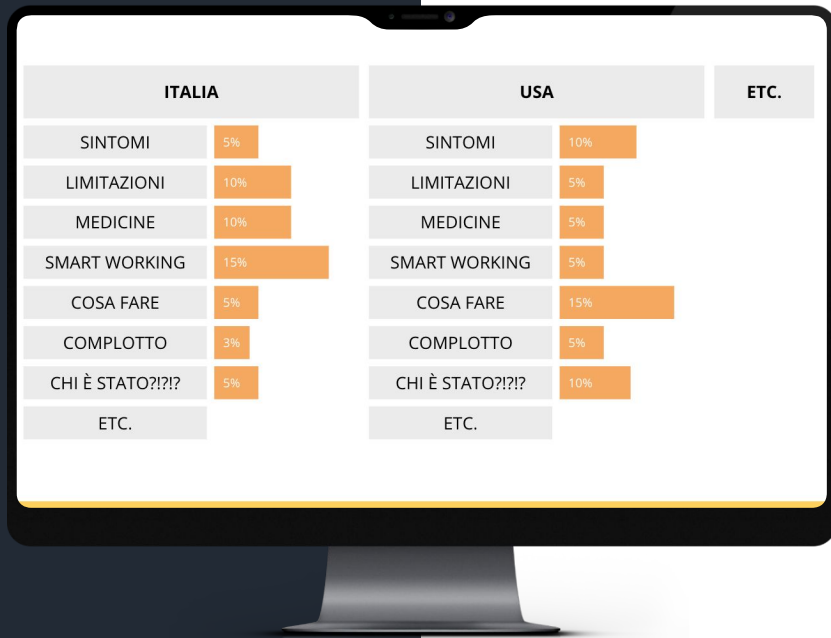 ITALIA USA ETC.
SINTOMI 5% SINTOMI 10%
LIMITAZIONI 10% LIMITAZIONI 5%
MEDICINE 10% MEDICINE 5%
SMART WORKING 15% SMART WORKING 5%
COSA FARE 5% COSA FARE 15%
COMPLOTTO 3% COMPLOTTO 5%
CHI È STATO?!?!? 5% CHI È STATO?!?!? 10%
ETC. ETC.